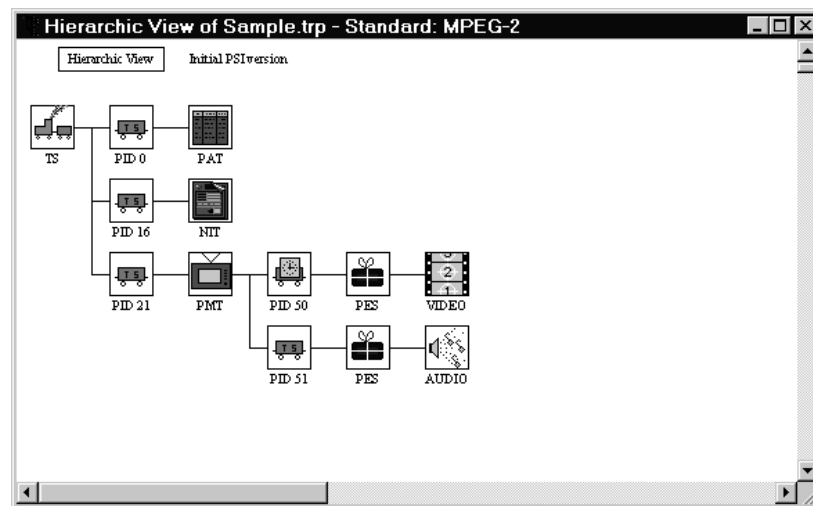 Hierarchic View of Sample.trp - Standard: MPEG-2
Hierarchic View Initial PSI version
TS PID 0 PAT
PID 16 NIT
PID 21 PMT PID 50 PES VIDEO
PID 51 PES AUDIO